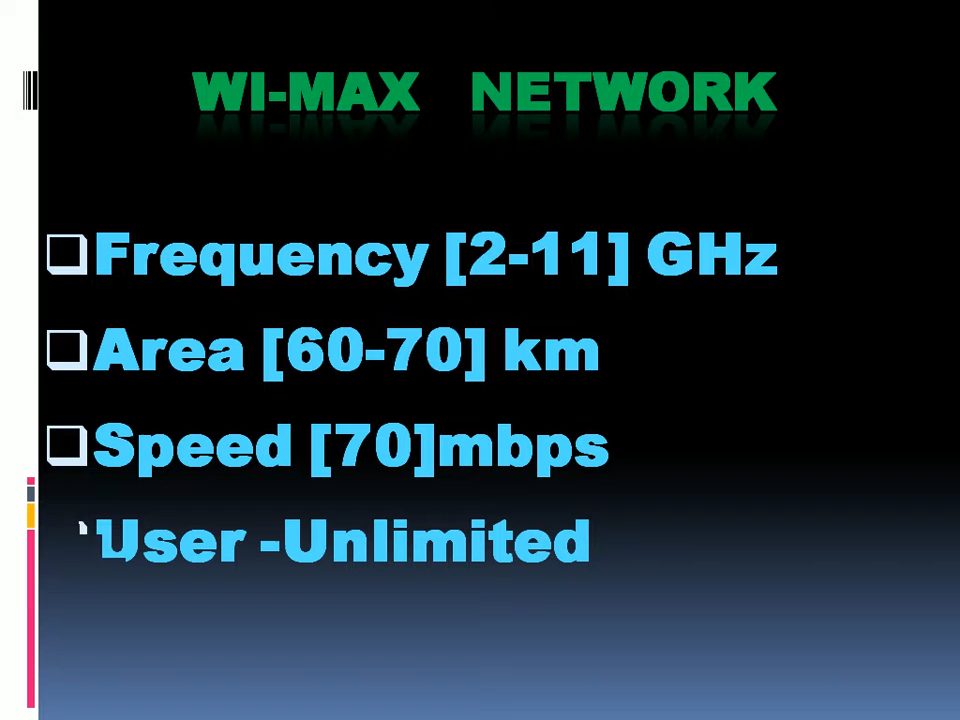 WI-MAX NETWORK
Frequency [2-11] GHz
Area [60-70] km
Speed [70]mbps
User -Unlimited